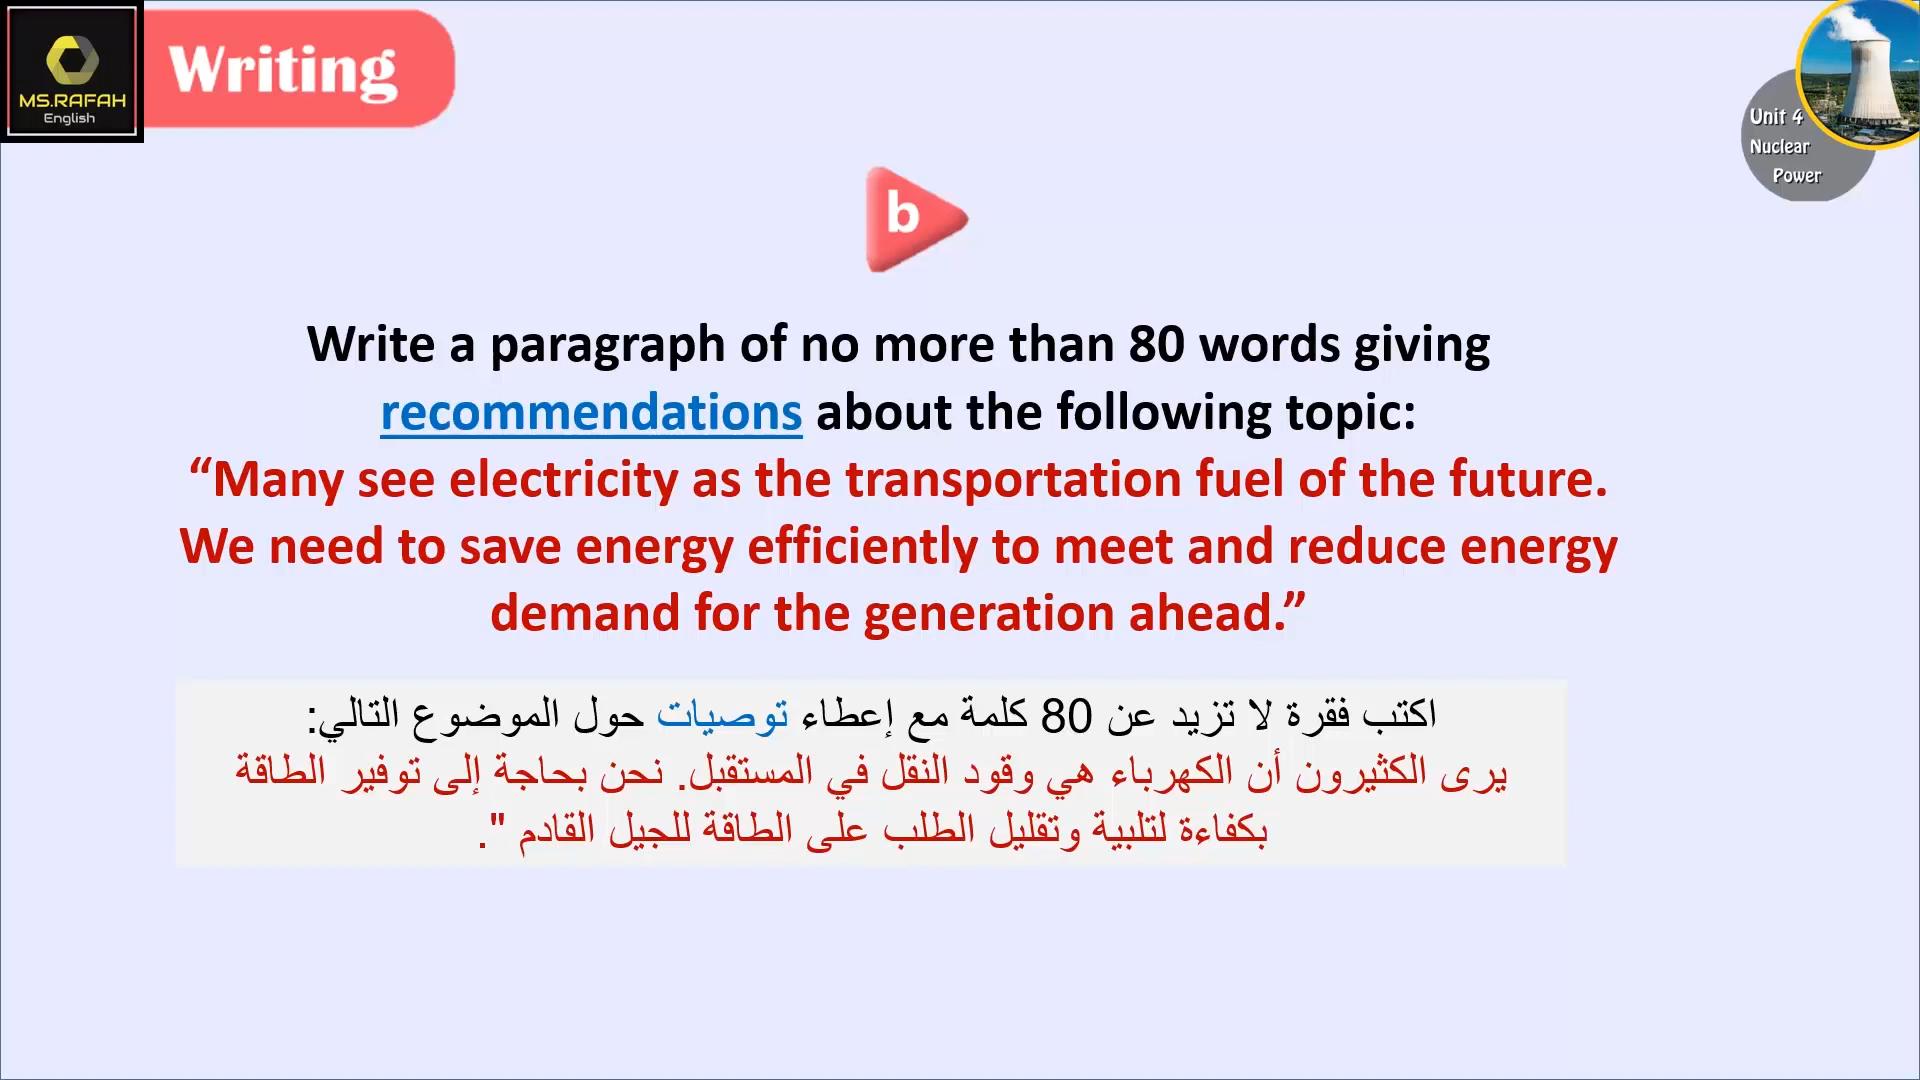 MS.RAFAH
English
Writing
Unit 4
Nuclear
Power
b
Write a paragraph of no more than 80 words giving
recommendations about the following topic:
“Many see electricity as the transportation fuel of the future.
We need to save energy efficiently to meet and reduce energy
demand for the generation ahead.”
اكتب فقرة لا تزيد عن 80 كلمة مع إعطاء توصيات حول الموضوع التالي:
يرى الكثيرون أن الكهرباء هي وقود النقل في المستقبل. نحن بحاجة إلى توفير الطاقة
بكفاءة لتلبية وتقليل الطلب على الطاقة للجيل القادم ".